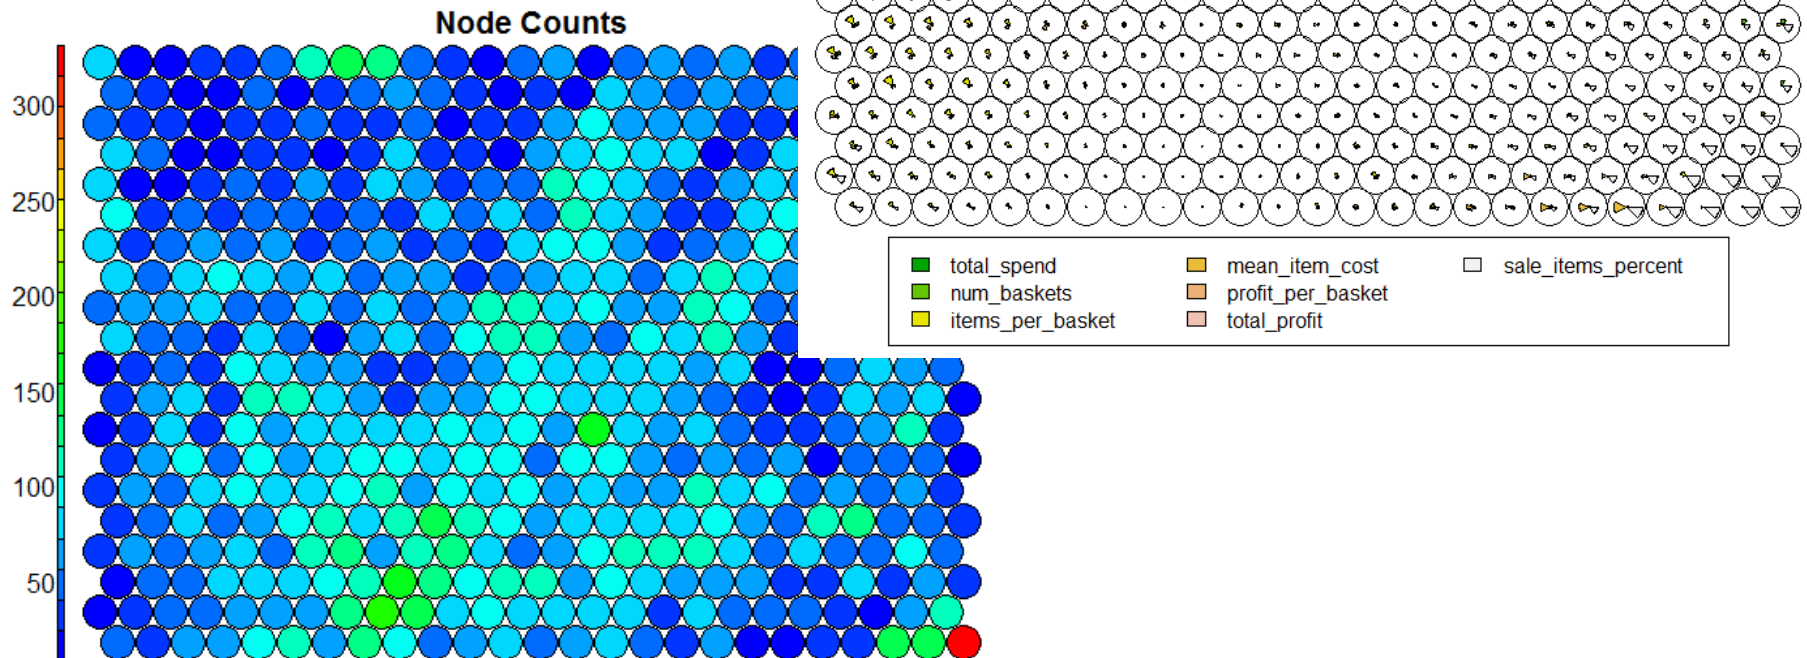 Node Counts
300
250
200
150
100
50
total_spend
num_baskets
items_per_basket
mean_item_cost
profit_per_basket
total_profit
sale_items_percent